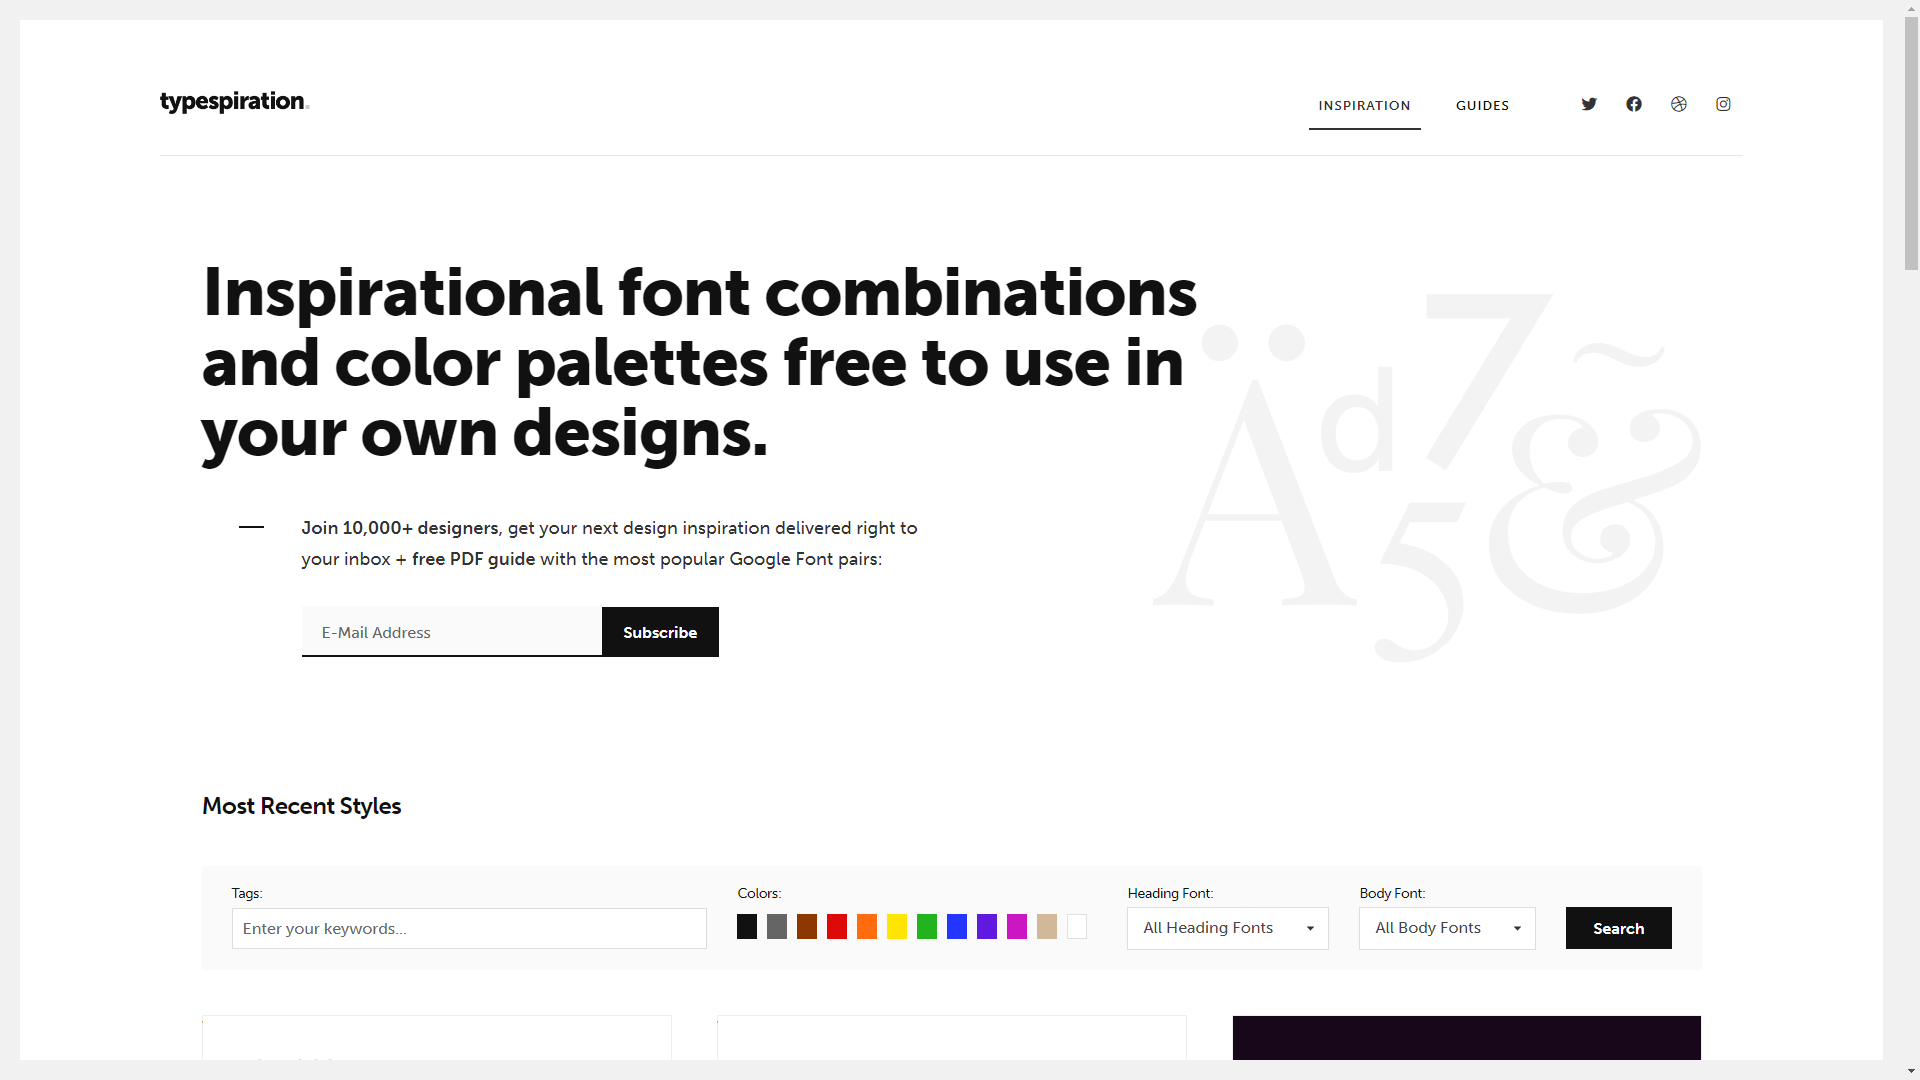 typespiration.
INSPIRATION
GUIDES
Inspirational font combinations
and color palettes free to use in
your own designs.
Ä d 7 5 & ~
Join 10,000+ designers, get your next design inspiration delivered right to
your inbox + free PDF guide with the most popular Google Font pairs:
E-Mail Address
Subscribe
Most Recent Styles
Tags:
Enter your keywords...
Colors:
Heading Font:
All Heading Fonts
Body Font:
All Body Fonts
Search